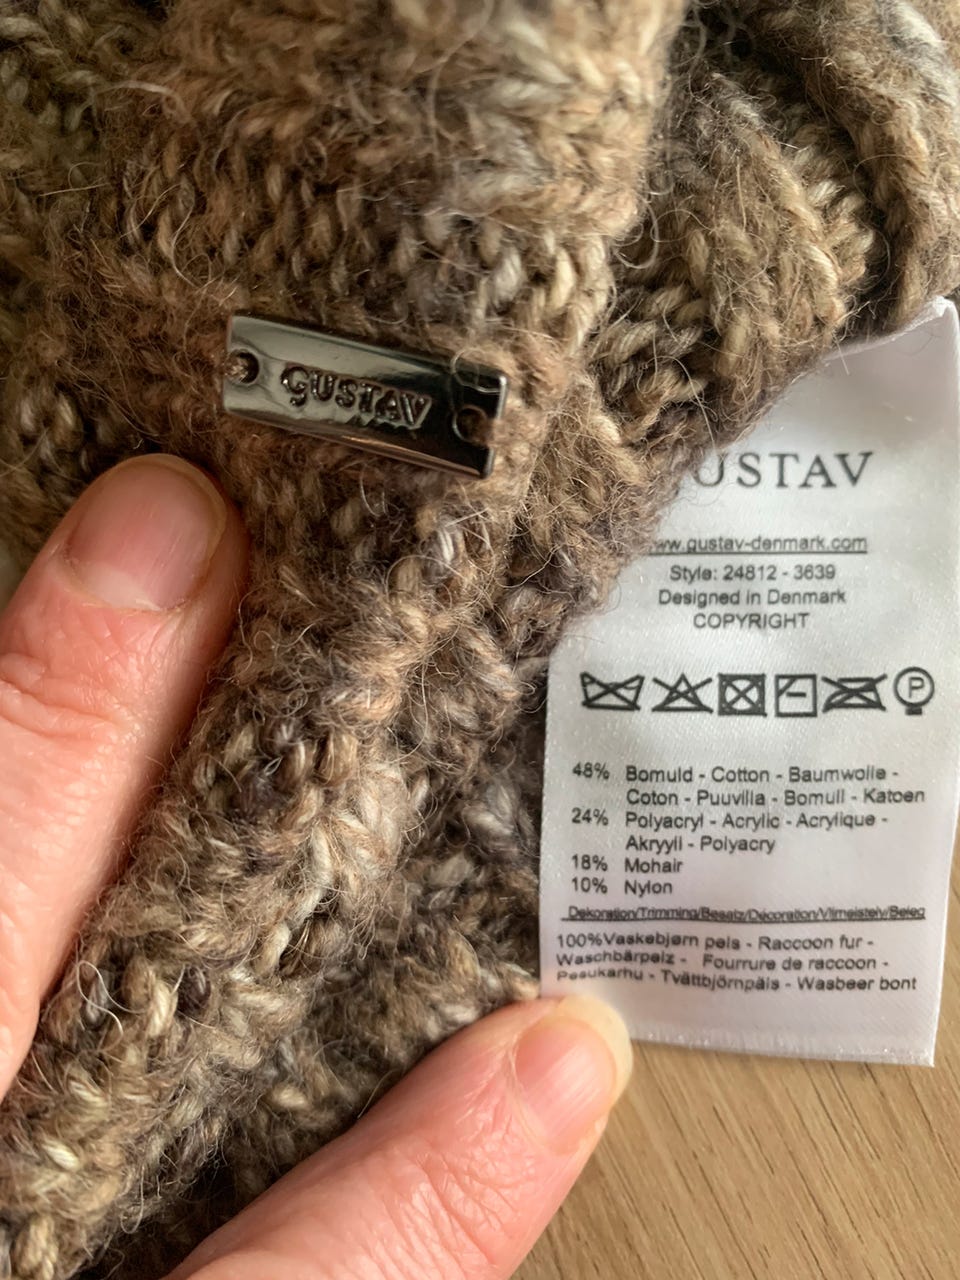 GUSTAV
GUSTAV
www.gustav-denmark.com
Style: 24812 - 3639
Designed in Denmark
COPYRIGHT
P
48% Bomuld - Cotton - Baumwolle -
Coton - Puuvilla - Bomull - Katoen
24% Polyacryl - Acrylic - Acrylique -
Akryyli - Polyacry
18% Mohair
10% Nylon
Dekoration/Trimming/Besatz/Décoration/Viimeistely/Beleg
100%Vaskebjørn pels - Raccoon fur -
Waschbärpelz - Fourrure de raccoon -
Pesukarhu - Tvättbjörnpäls - Wasbeer bont